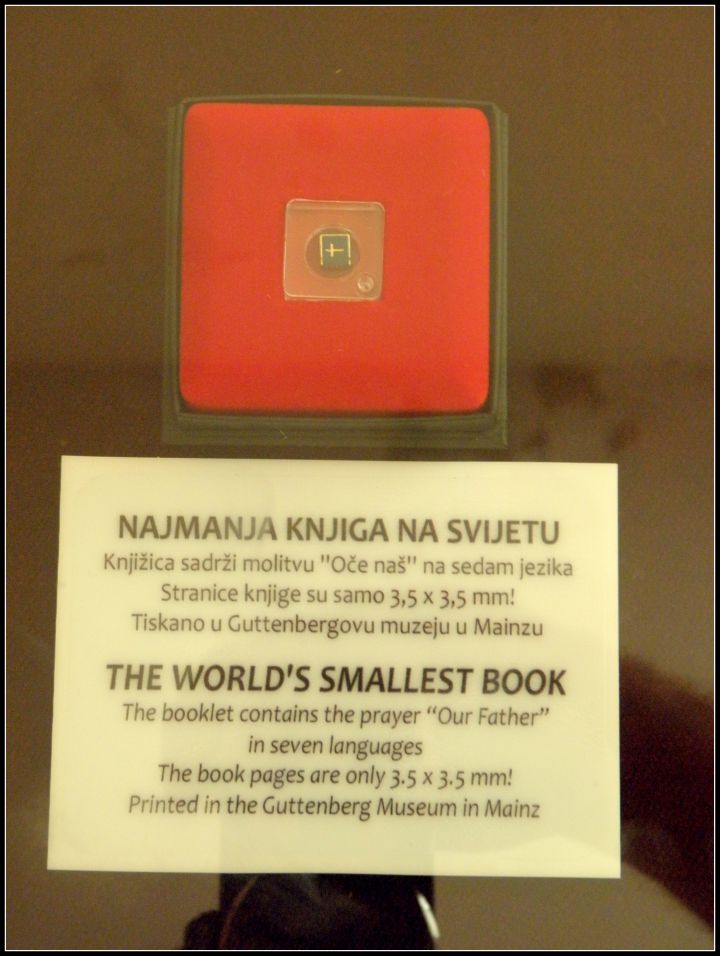 NAJMANJA KNJIGA NA SVIJETU
Knjižica sadrži molitvu "Oče naš" na sedam jezika
Stranice knjige su samo 3,5 x 3,5 mm!
Tiskano u Guttenbergovu muzeju u Mainzu
THE WORLD'S SMALLEST BOOK
The booklet contains the prayer “Our Father”
in seven languages
The book pages are only 3.5 x 3.5 mm!
Printed in the Guttenberg Museum in Mainz